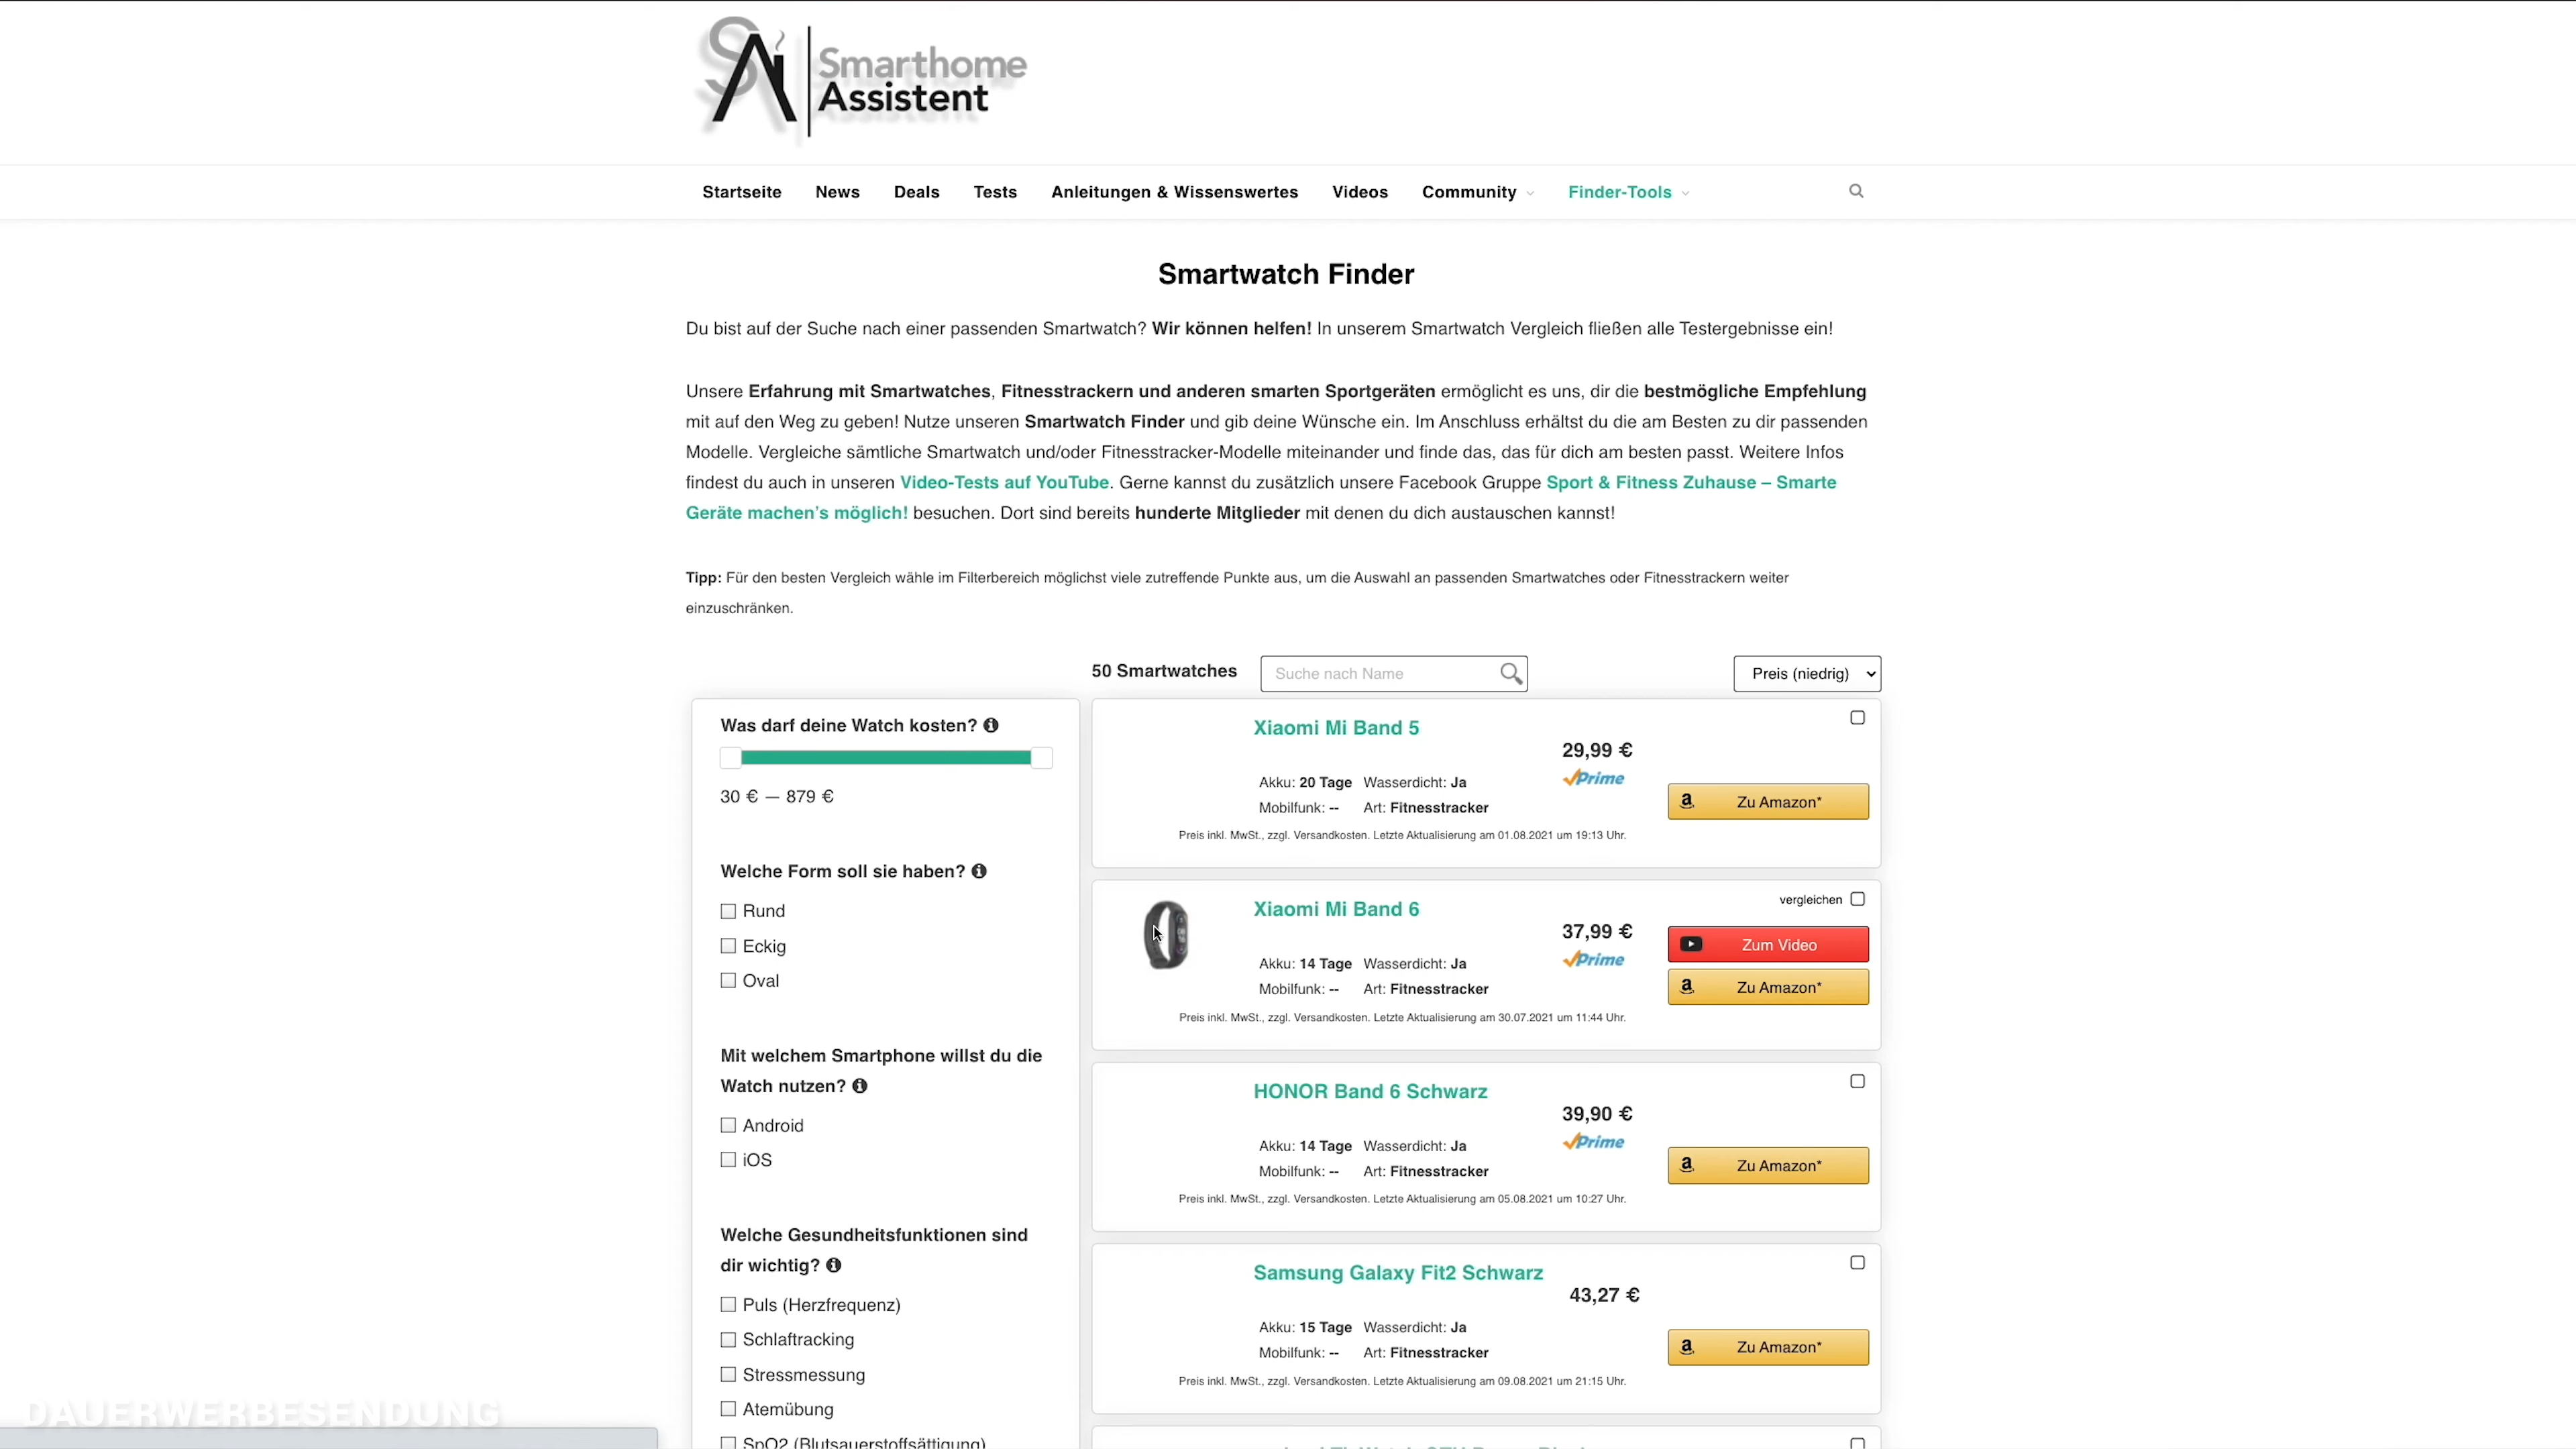 SAi
Smarthome
Assistent
Startseite News Deals Tests Anleitungen & Wissenswertes Videos Community Finder-Tools
Smartwatch Finder
Du bist auf der Suche nach einer passenden Smartwatch? Wir können helfen! In unserem Smartwatch Vergleich fließen alle Testergebnisse ein!
Unsere Erfahrung mit Smartwatches, Fitnesstrackern und anderen smarten Sportgeräten ermöglicht es uns, dir die bestmögliche Empfehlung
mit auf den Weg zu geben! Nutze unseren Smartwatch Finder und gib deine Wünsche ein. Im Anschluss erhältst du die am Besten zu dir passenden
Modelle. Vergleiche sämtliche Smartwatch und/oder Fitnesstracker-Modelle miteinander und finde das, das für dich am besten passt. Weitere Infos
findest du auch in unseren Video-Tests auf YouTube. Gerne kannst du zusätzlich unsere Facebook Gruppe Sport & Fitness Zuhause – Smarte
Geräte machen's möglich! besuchen. Dort sind bereits hunderte Mitglieder mit denen du dich austauschen kannst!
Tipp: Für den besten Vergleich wähle im Filterbereich möglichst viele zutreffende Punkte aus, um die Auswahl an passenden Smartwatches oder Fitnesstrackern weiter
einzuschränken.
50 Smartwatches Suche nach Name Preis (niedrig)
Was darf deine Watch kosten?
30 € — 879 €
Welche Form soll sie haben?
Rund
Eckig
Oval
Mit welchem Smartphone willst du die
Watch nutzen?
Android
iOS
Welche Gesundheitsfunktionen sind
dir wichtig?
Puls (Herzfrequenz)
Schlaftracking
Stressmessung
Atemübung
SpO2 (Blutsauerstoffsättigung)
Xiaomi Mi Band 5
29,99 €
Prime
Akku: 20 Tage Wasserdicht: Ja
Mobilfunk: -- Art: Fitnesstracker
Zu Amazon*
Preis inkl. MwSt., zzgl. Versandkosten. Letzte Aktualisierung am 01.08.2021 um 19:13 Uhr.
vergleichen
Xiaomi Mi Band 6
37,99 €
Prime
Zum Video
Akku: 14 Tage Wasserdicht: Ja
Mobilfunk: -- Art: Fitnesstracker
Zu Amazon*
Preis inkl. MwSt., zzgl. Versandkosten. Letzte Aktualisierung am 30.07.2021 um 11:44 Uhr.
HONOR Band 6 Schwarz
39,90 €
Prime
Akku: 14 Tage Wasserdicht: Ja
Mobilfunk: -- Art: Fitnesstracker
Zu Amazon*
Preis inkl. MwSt., zzgl. Versandkosten. Letzte Aktualisierung am 05.08.2021 um 10:27 Uhr.
Samsung Galaxy Fit2 Schwarz
43,27 €
Akku: 15 Tage Wasserdicht: Ja
Mobilfunk: -- Art: Fitnesstracker
Zu Amazon*
Preis inkl. MwSt., zzgl. Versandkosten. Letzte Aktualisierung am 09.08.2021 um 21:15 Uhr.
DAUERWERBESENDUNG